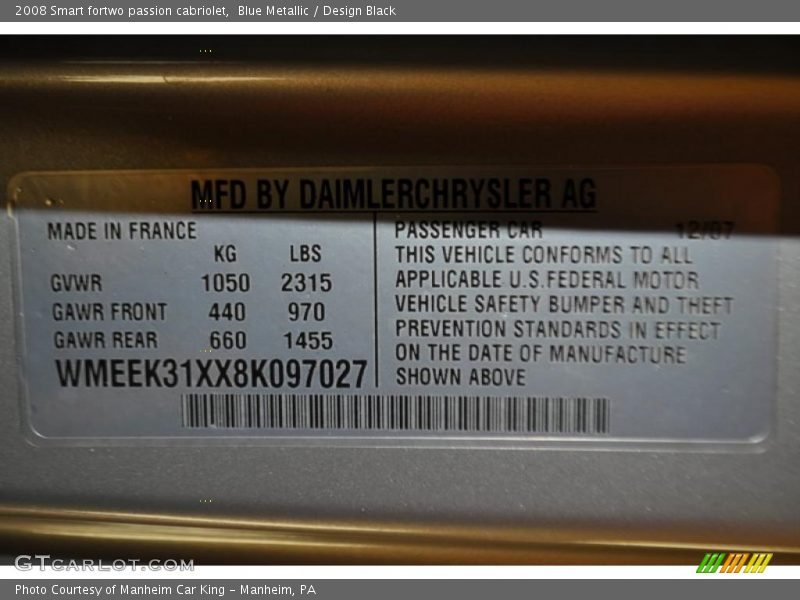 2008 Smart fortwo passion cabriolet,  Blue Metallic / Design Black
MFD BY DAIMLERCHRYSLER AG
MADE IN FRANCE
KG LBS
GVWR 1050 2315
GAWR FRONT 440 970
GAWR REAR 660 1455
WMEEK31XX8K097027
PASSENGER CAR 12/07
THIS VEHICLE CONFORMS TO ALL
APPLICABLE U.S.FEDERAL MOTOR
VEHICLE SAFETY BUMPER AND THEFT
PREVENTION STANDARDS IN EFFECT
ON THE DATE OF MANUFACTURE
SHOWN ABOVE
GTCARLOT.COM
Photo Courtesy of Manheim Car King - Manheim, PA